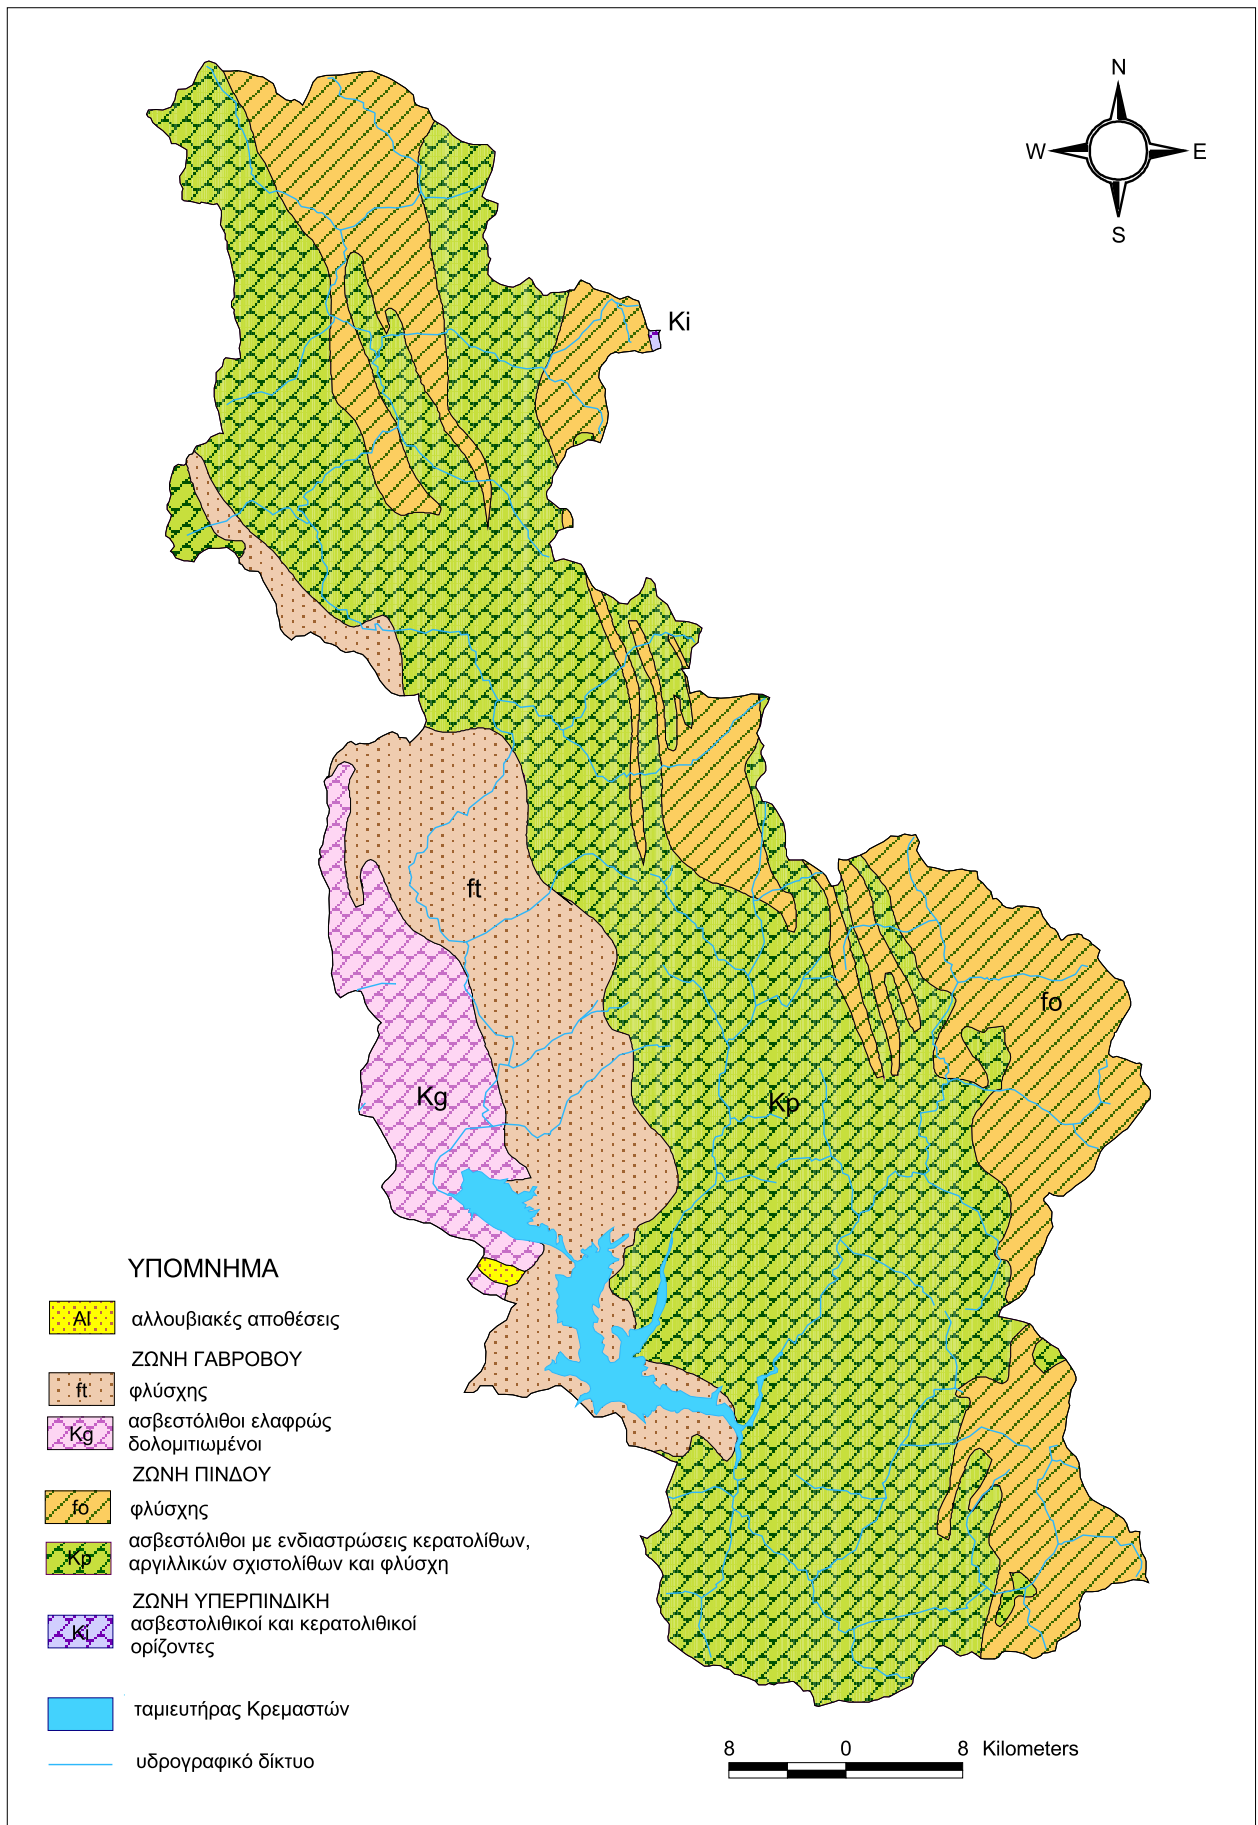 N
W
E
S
Ki
ft
fo
Kg
Kp
ΥΠΟΜΝΗΜΑ
Al
αλλουβιακές αποθέσεις
ΖΩΝΗ ΓΑΒΡΟΒΟΥ
ft
φλύσχης
Kg
ασβεστόλιθοι ελαφρώς
δολομιτιωμένοι
ΖΩΝΗ ΠΙΝΔΟΥ
fo
φλύσχης
Kp
ασβεστόλιθοι με ενδιαστρώσεις κερατολίθων,
αργιλλικών σχιστολίθων και φλύσχη
ΖΩΝΗ ΥΠΕΡΠΙΝΔΙΚΗ
Ki
ασβεστολιθικοί και κερατολιθικοί
ορίζοντες
ταμιευτήρας Κρεμαστών
υδρογραφικό δίκτυο
8 0 8 Kilometers